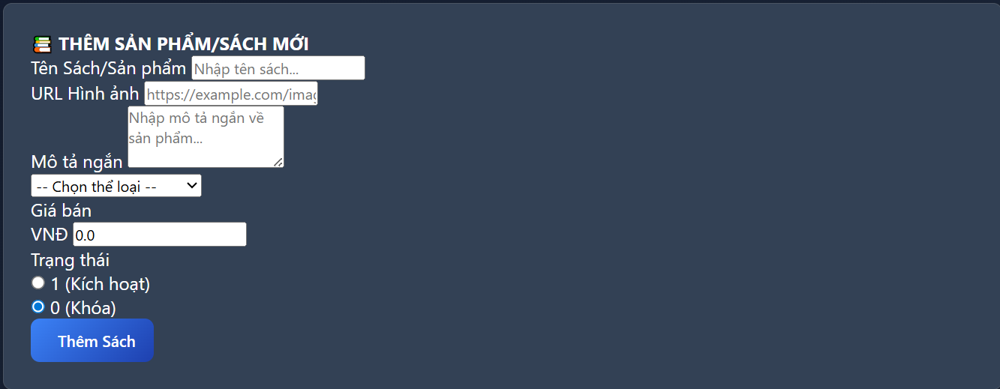 THÊM SẢN PHẨM/SÁCH MỚI
Tên Sách/Sản phẩm Nhập tên sách...
URL Hình ảnh https://example.com/imag
Nhập mô tả ngắn về
sản phẩm...
Mô tả ngắn
-- Chọn thể loại --
Giá bán
VNĐ 0.0
Trạng thái
1 (Kích hoạt)
0 (Khóa)
Thêm Sách